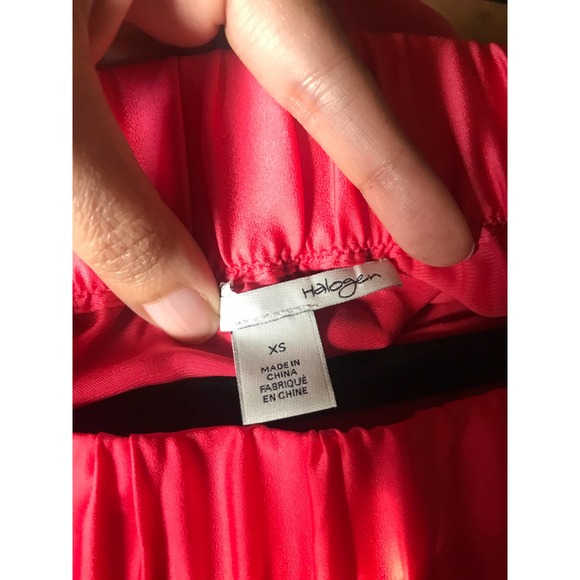 Halogen
XS
MADE IN
CHINA
FABRIQUÉ
EN CHINE